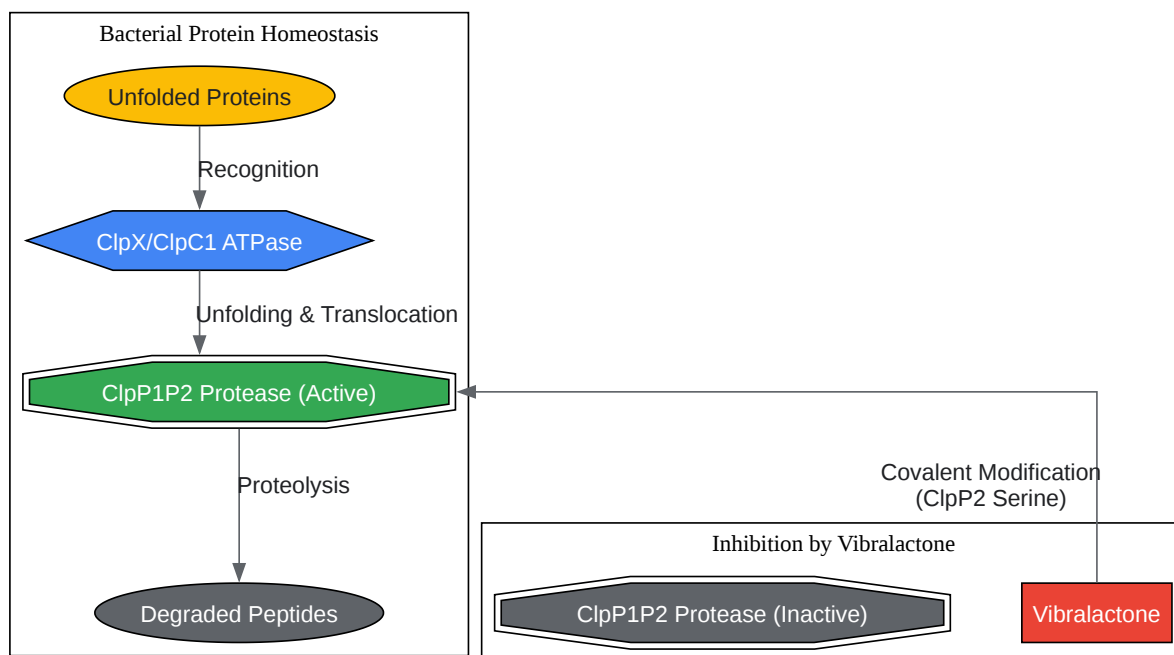 Bacterial Protein Homeostasis
Unfolded Proteins
Recognition
ClpX/ClpC1 ATPase
Unfolding & Translocation
ClpP1P2 Protease (Active)
Proteolysis
Degraded Peptides
Covalent Modification
(ClpP2 Serine)
Inhibition by Vibralactone
ClpP1P2 Protease (Inactive)
Vibralactone